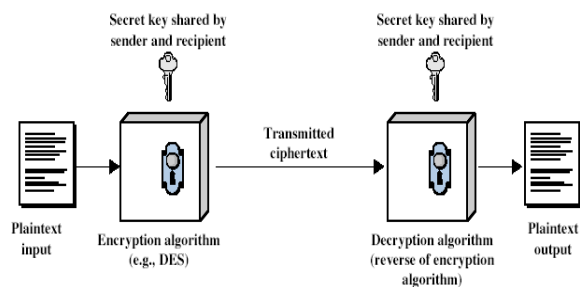 Secret key shared by
sender and recipient
Secret key shared by
sender and recipient
Transmitted
ciphertext
Plaintext
input
Encryption algorithm
(e.g., DES)
Decryption algorithm
(reverse of encryption
algorithm)
Plaintext
output